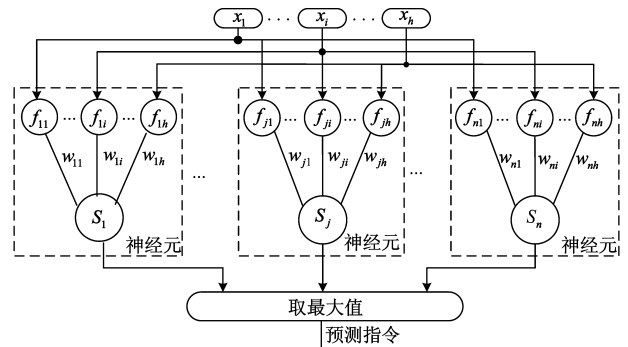 x1 ... xi ... xh
f11 ... f1i ... f1h fj1 ... fji ... fjh fn1 ... fni ... fnh
w11 w1i w1h wj1 wji wjh wn1 wni wnh
... ...
S1 Sj Sn
神经元 神经元 神经元
取最大值
预测指令